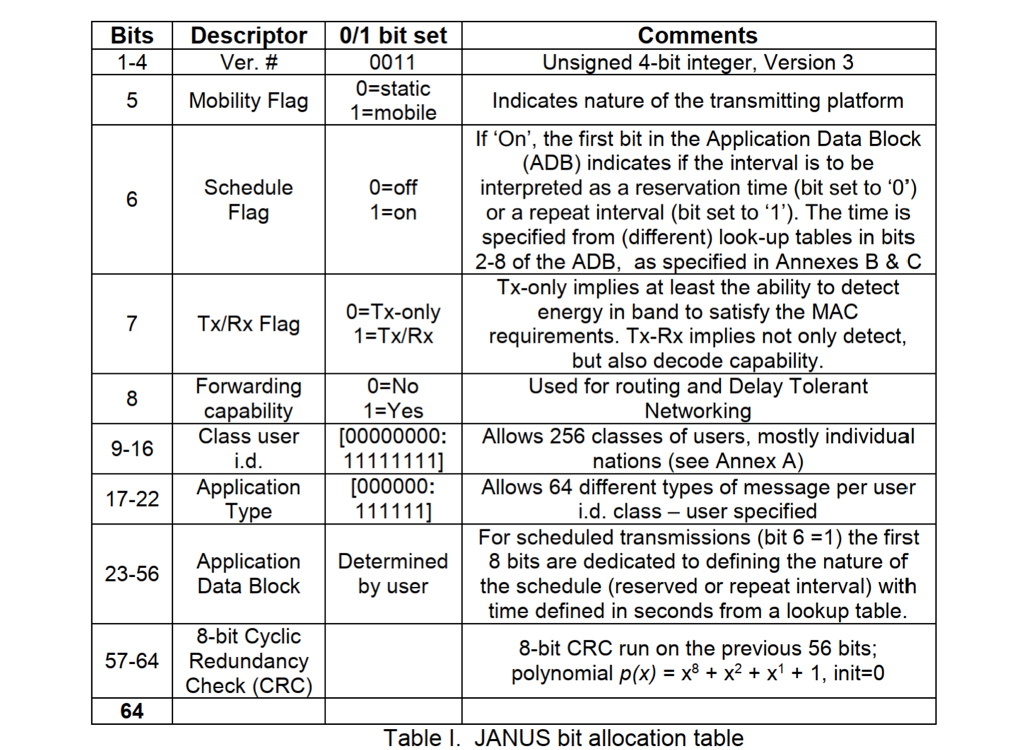 Bits Descriptor 0/1 bit set Comments
1-4 Ver. # 0011 Unsigned 4-bit integer, Version 3
5 Mobility Flag 0=static
1=mobile Indicates nature of the transmitting platform
6 Schedule
Flag 0=off
1=on If ‘On’, the first bit in the Application Data Block
(ADB) indicates if the interval is to be
interpreted as a reservation time (bit set to ‘0’)
or a repeat interval (bit set to ‘1’). The time is
specified from (different) look-up tables in bits
2-8 of the ADB, as specified in Annexes B & C
7 Tx/Rx Flag 0=Tx-only
1=Tx/Rx Tx-only implies at least the ability to detect
energy in band to satisfy the MAC
requirements. Tx-Rx implies not only detect,
but also decode capability.
8 Forwarding
capability 0=No
1=Yes Used for routing and Delay Tolerant
Networking
9-16 Class user
i.d. [00000000:
11111111] Allows 256 classes of users, mostly individual
nations (see Annex A)
17-22 Application
Type [000000:
111111] Allows 64 different types of message per user
i.d. class – user specified
23-56 Application
Data Block Determined
by user For scheduled transmissions (bit 6 =1) the first
8 bits are dedicated to defining the nature of
the schedule (reserved or repeat interval) with
time defined in seconds from a lookup table.
57-64 8-bit Cyclic
Redundancy
Check (CRC) 8-bit CRC run on the previous 56 bits;
polynomial p(x) = x⁸ + x² + x¹ + 1, init=0
64
Table I. JANUS bit allocation table